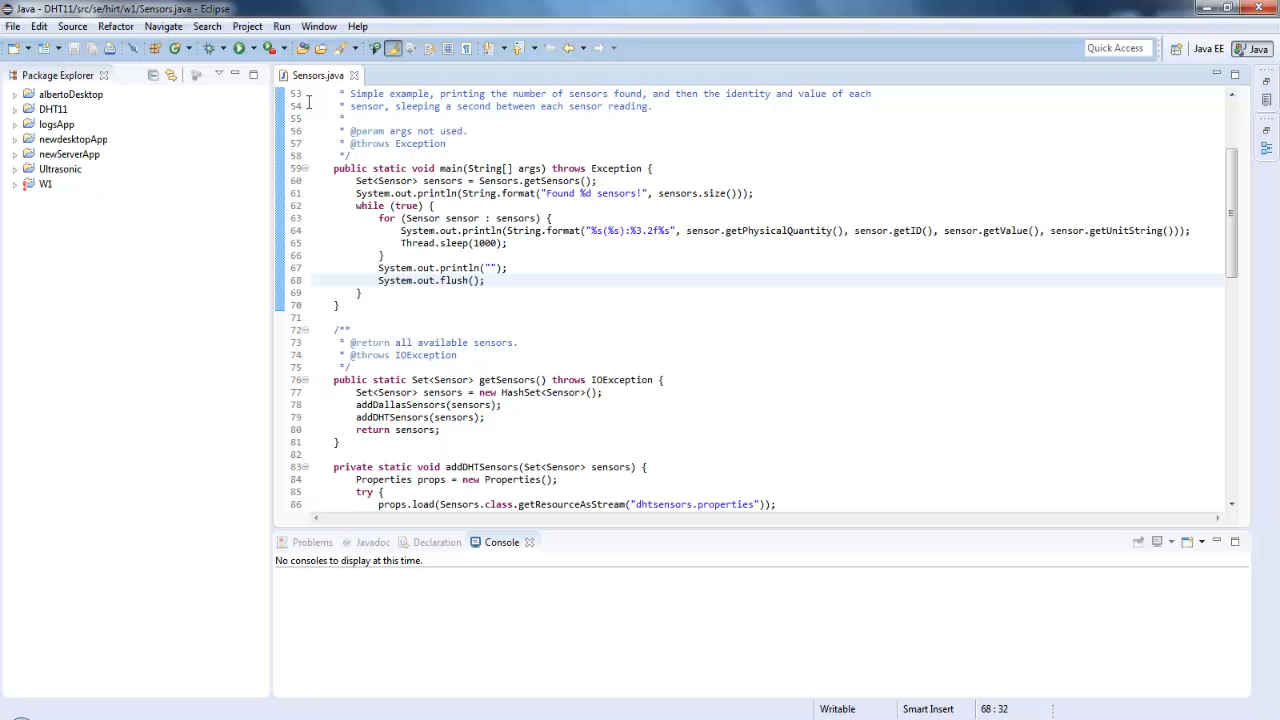 Java - DHT11/src/se/hirt/w1/Sensors.java - Eclipse
File Edit Source Refactor Navigate Search Project Run Window Help
Quick Access
Java EE
Java
Package Explorer
Sensors.java
albertoDesktop
DHT11
logsApp
newdesktopApp
newServerApp
Ultrasonic
W1
53 * Simple example, printing the number of sensors found, and then the identity and value of each
54 * sensor, sleeping a second between each sensor reading.
55 *
56 * @param args not used.
57 * @throws Exception
58 */
59 public static void main(String[] args) throws Exception {
60 Set<Sensor> sensors = Sensors.getSensors();
61 System.out.println(String.format("Found %d sensors!", sensors.size()));
62 while (true) {
63 for (Sensor sensor : sensors) {
64 System.out.println(String.format("%s(%s):%3.2f%s", sensor.getPhysicalQuantity(), sensor.getID(), sensor.getValue(), sensor.getUnitString()));
65 Thread.sleep(1000);
66 }
67 System.out.println("");
68 System.out.flush();
69 }
70 }
71
72 /**
73 * @return all available sensors.
74 * @throws IOException
75 */
76 public static Set<Sensor> getSensors() throws IOException {
77 Set<Sensor> sensors = new HashSet<Sensor>();
78 addDallasSensors(sensors);
79 addDHTSensors(sensors);
80 return sensors;
81 }
82
83 private static void addDHTSensors(Set<Sensor> sensors) {
84 Properties props = new Properties();
85 try {
86 props.load(Sensors.class.getResourceAsStream("dhtsensors.properties"));
Problems Javadoc Declaration Console
No consoles to display at this time.
Writable Smart Insert 68 : 32